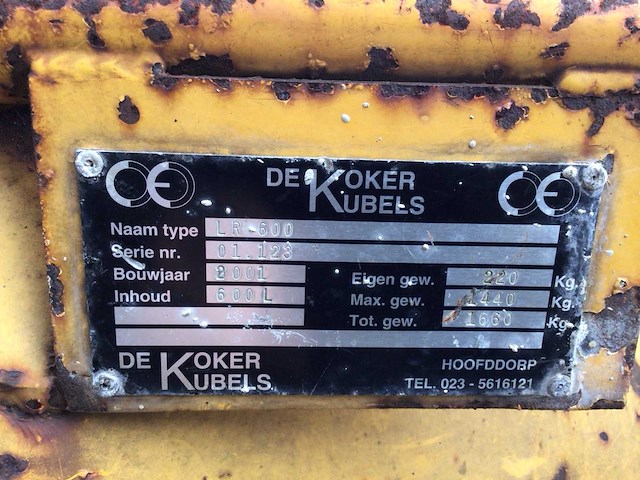 CE DE KOKER KUBELS CE
Naam type LR-600
Serie nr. 01.123
Bouwjaar 2001 Eigen gew. 220 Kg.
Inhoud 600L Max. gew. 1440 Kg.
Tot. gew. 1660 Kg.
DE KOKER KUBELS HOOFDDORP
TEL. 023 - 5616121